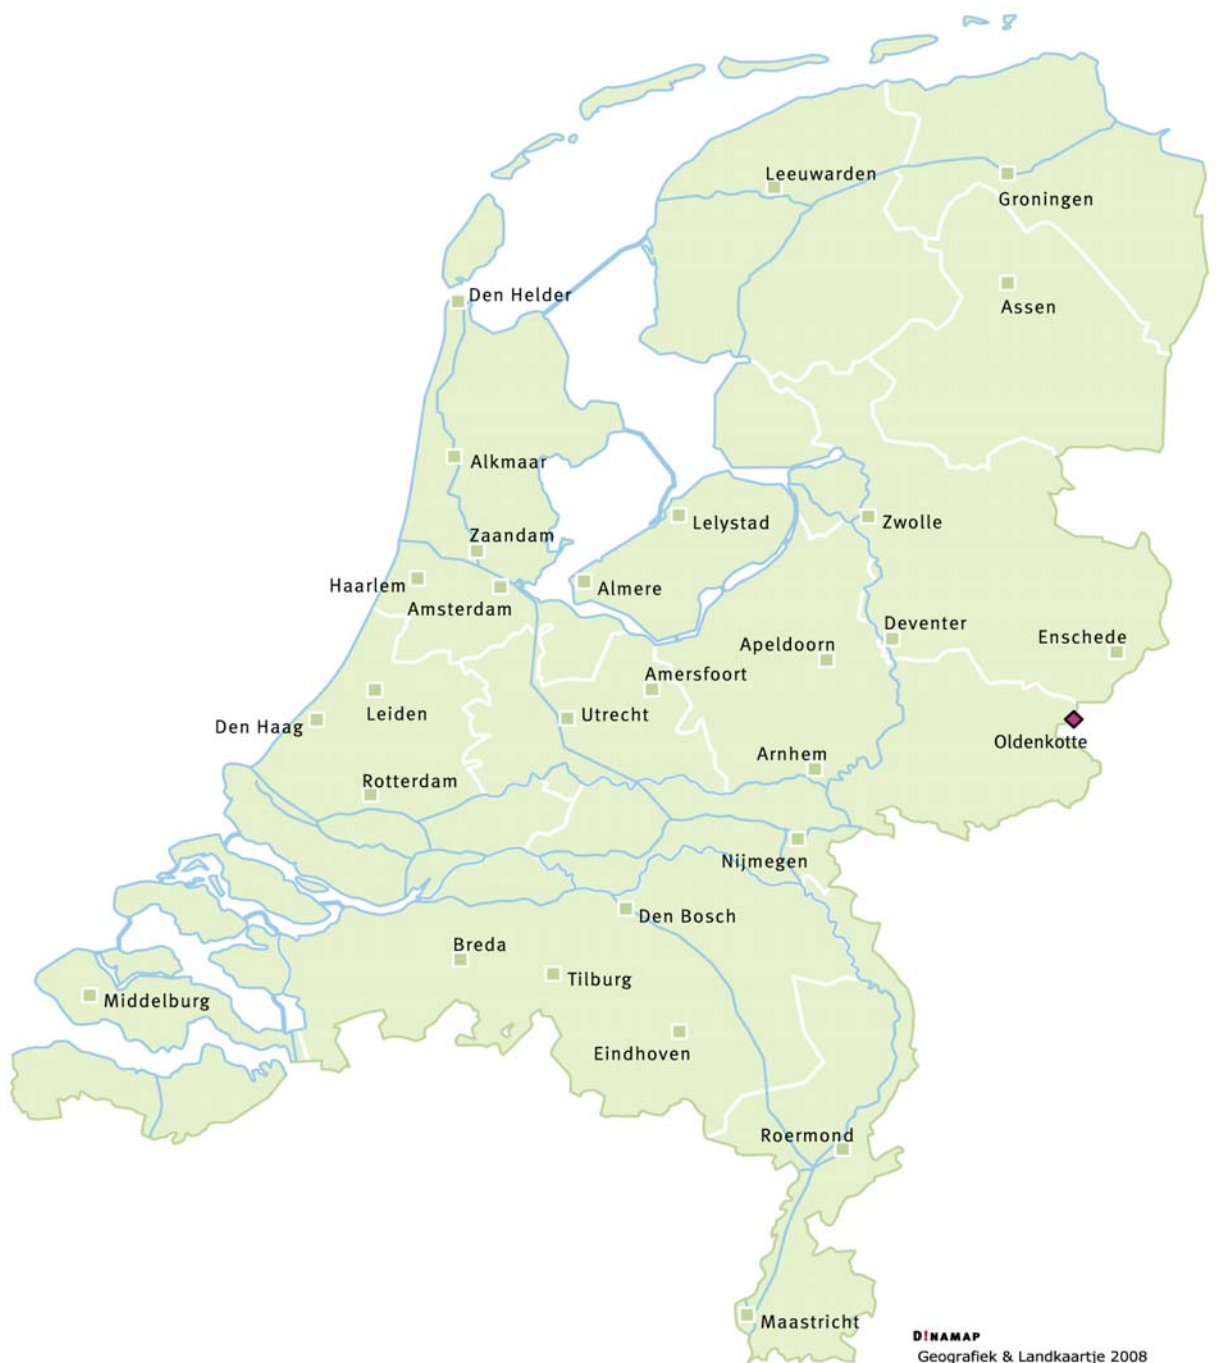 Leeuwarden
Groningen
Den Helder
Assen
Alkmaar
Lelystad
Zwolle
Zaandam
Haarlem
Almere
Amsterdam
Deventer
Enschede
Apeldoorn
Amersfoort
Leiden
Utrecht
Den Haag
Oldenkotte
Arnhem
Rotterdam
Nijmegen
Den Bosch
Breda
Tilburg
Middelburg
Eindhoven
Roermond
Maastricht
D!NAMAP
Geografiek & Landkaartje 2008